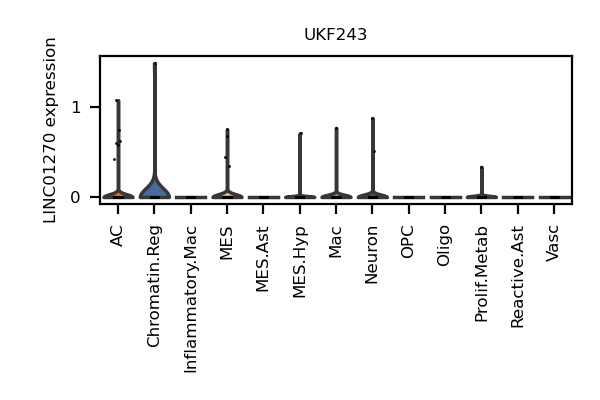 UKF243
LINC01270 expression
1
0
AC
Chromatin.Reg
Inflammatory.Mac
MES
MES.Ast
MES.Hyp
Mac
Neuron
OPC
Oligo
Prolif.Metab
Reactive.Ast
Vasc